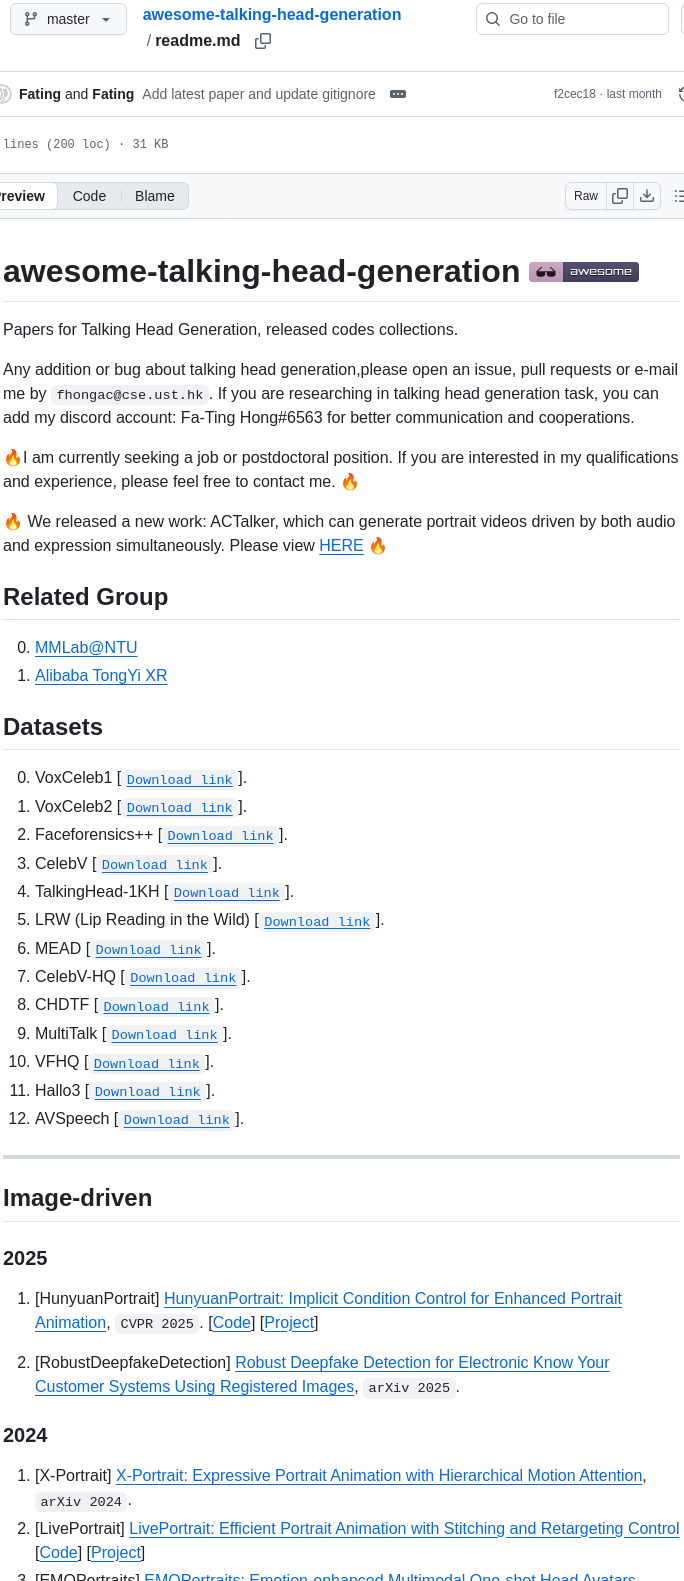 master
awesome-talking-head-generation
/ readme.md
Go to file
Fating and Fating Add latest paper and update gitignore
f2cec18 · last month
lines (200 loc) · 31 KB
Preview
Code
Blame
Raw
awesome-talking-head-generation awesome
Papers for Talking Head Generation, released codes collections.
Any addition or bug about talking head generation,please open an issue, pull requests or e-mail
me by fhongac@cse.ust.hk. If you are researching in talking head generation task, you can
add my discord account: Fa-Ting Hong#6563 for better communication and cooperations.
🔥I am currently seeking a job or postdoctoral position. If you are interested in my qualifications
and experience, please feel free to contact me. 🔥
🔥 We released a new work: ACTalker, which can generate portrait videos driven by both audio
and expression simultaneously. Please view HERE 🔥
Related Group
0. MMLab@NTU
1. Alibaba TongYi XR
Datasets
0. VoxCeleb1 [ Download link ].
1. VoxCeleb2 [ Download link ].
2. Faceforensics++ [ Download link ].
3. CelebV [ Download link ].
4. TalkingHead-1KH [ Download link ].
5. LRW (Lip Reading in the Wild) [ Download link ].
6. MEAD [ Download link ].
7. CelebV-HQ [ Download link ].
8. CHDTF [ Download link ].
9. MultiTalk [ Download link ].
10. VFHQ [ Download link ].
11. Hallo3 [ Download link ].
12. AVSpeech [ Download link ].
Image-driven
2025
1. [HunyuanPortrait] HunyuanPortrait: Implicit Condition Control for Enhanced Portrait
Animation, CVPR 2025. [Code] [Project]
2. [RobustDeepfakeDetection] Robust Deepfake Detection for Electronic Know Your
Customer Systems Using Registered Images, arXiv 2025.
2024
1. [X-Portrait] X-Portrait: Expressive Portrait Animation with Hierarchical Motion Attention,
arXiv 2024.
2. [LivePortrait] LivePortrait: Efficient Portrait Animation with Stitching and Retargeting Control
[Code] [Project]
3. [EMOPortraits] EMOPortraits: Emotion-enhanced Multimodal One-shot Head Avatars